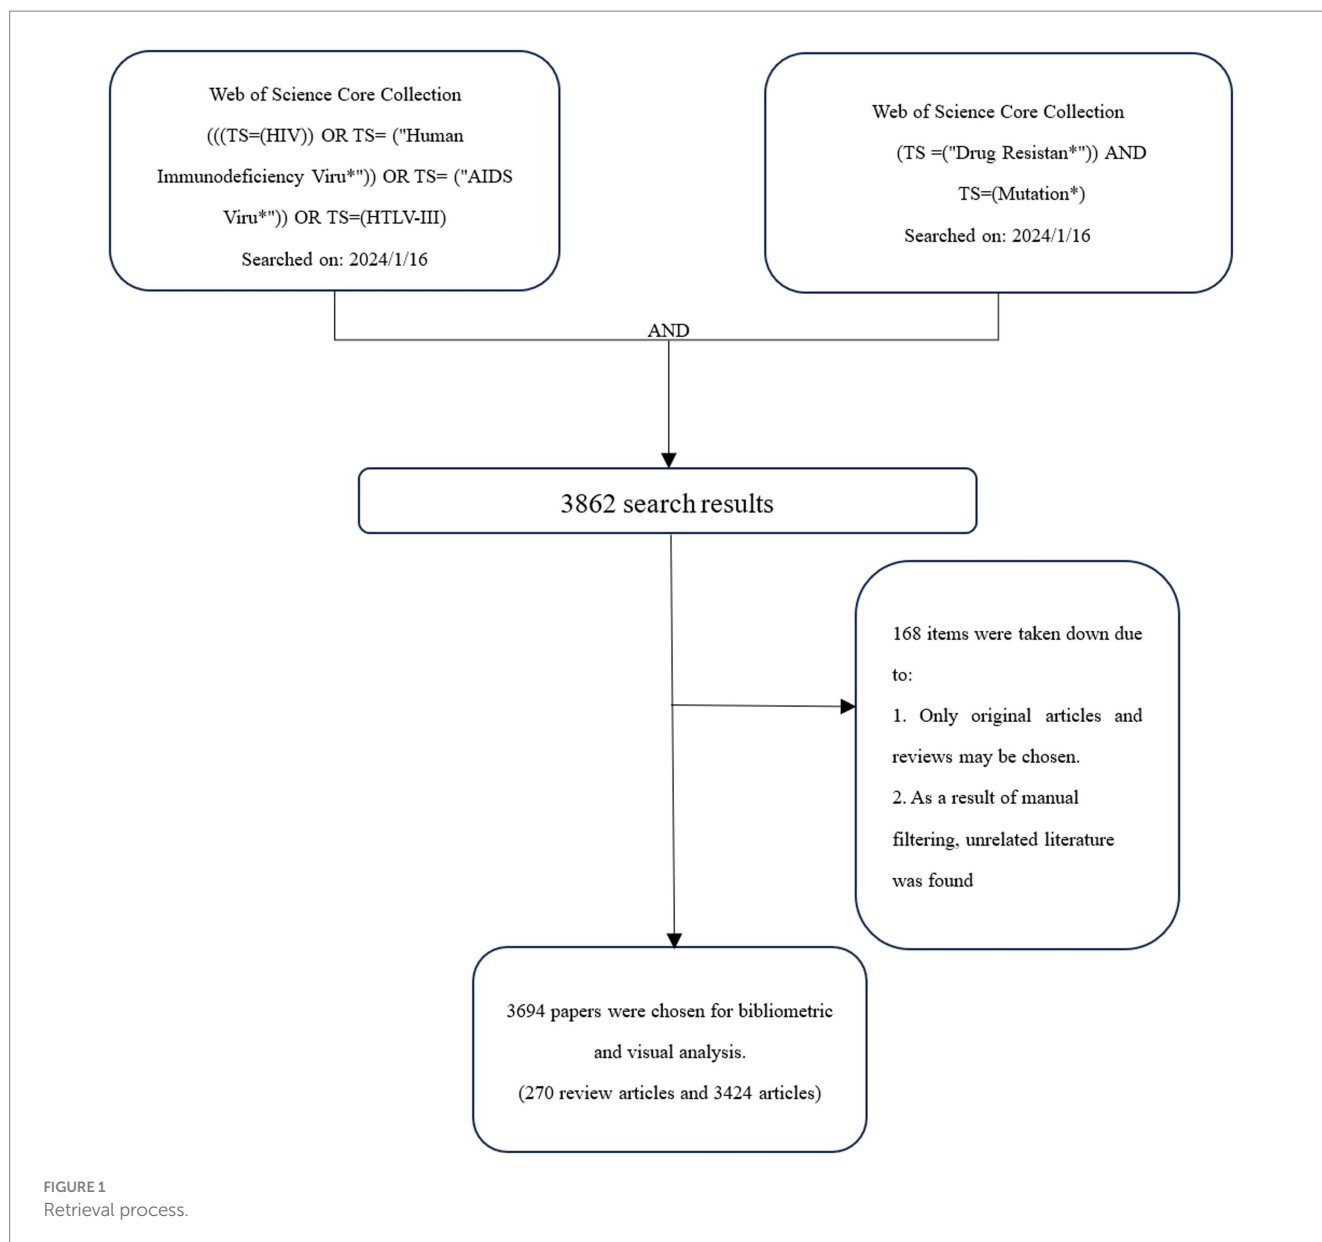 Web of Science Core Collection
(((TS=(HIV)) OR TS= ("Human
Immunodeficiency Viru*")) OR TS= ("AIDS
Viru*")) OR TS=(HTLV-III)
Searched on: 2024/1/16
Web of Science Core Collection
(TS =("Drug Resistan*")) AND
TS=(Mutation*)
Searched on: 2024/1/16
AND
3862 search results
168 items were taken down due
to:
1. Only original articles and
reviews may be chosen.
2. As a result of manual
filtering, unrelated literature
was found
3694 papers were chosen for bibliometric
and visual analysis.
(270 review articles and 3424 articles)
FIGURE 1
Retrieval process.